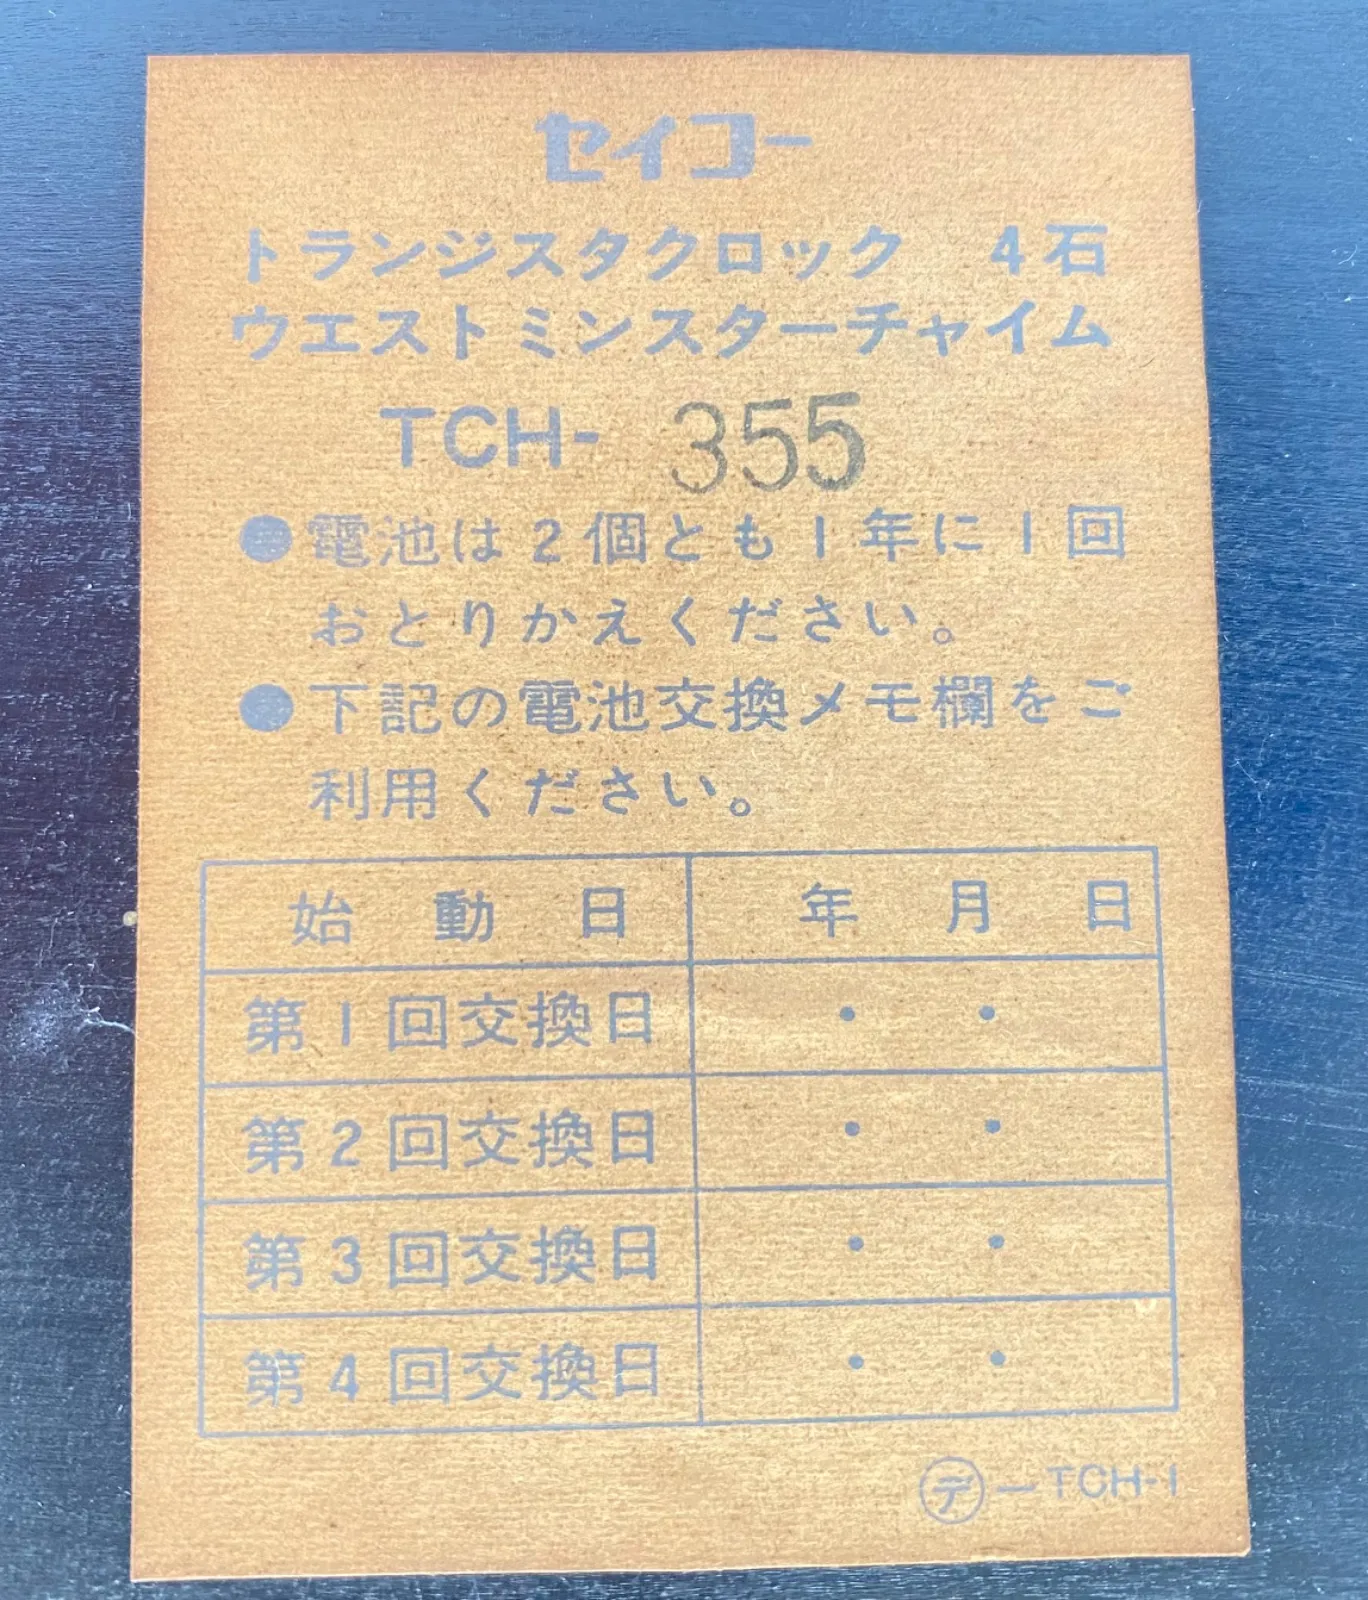 セイコー
トランジスタクロック 4石
ウエストミンスターチャイム
TCH- 355
●電池は2個とも1年に1回
おとりかえください。
●下記の電池交換メモ欄をご
利用ください。
始動日 年 月 日
第1回交換日 ・ ・
第2回交換日 ・ ・
第3回交換日 ・ ・
第4回交換日 ・ ・
㋢ーTCH-1